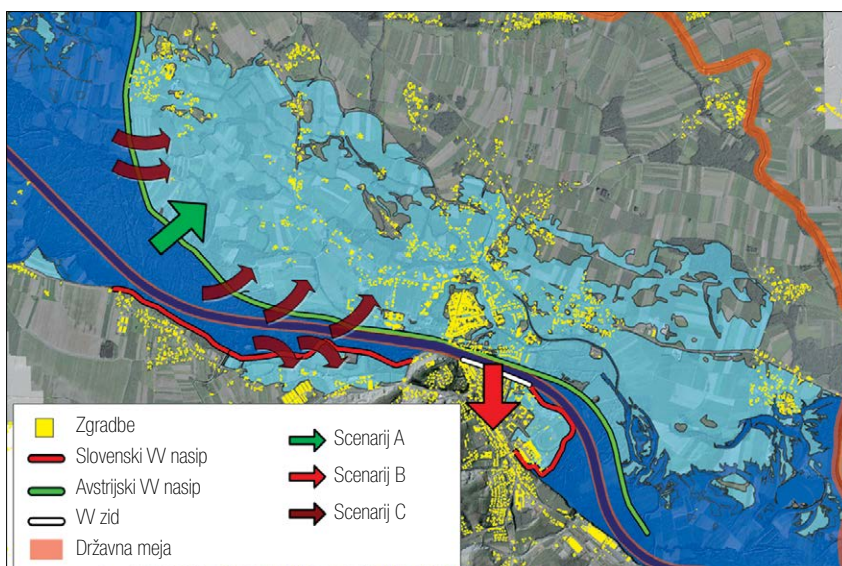 Zgradbe
Slovenski VV nasip
Avstrijski VV nasip
VV zid
Državna meja
Scenarij A
Scenarij B
Scenarij C